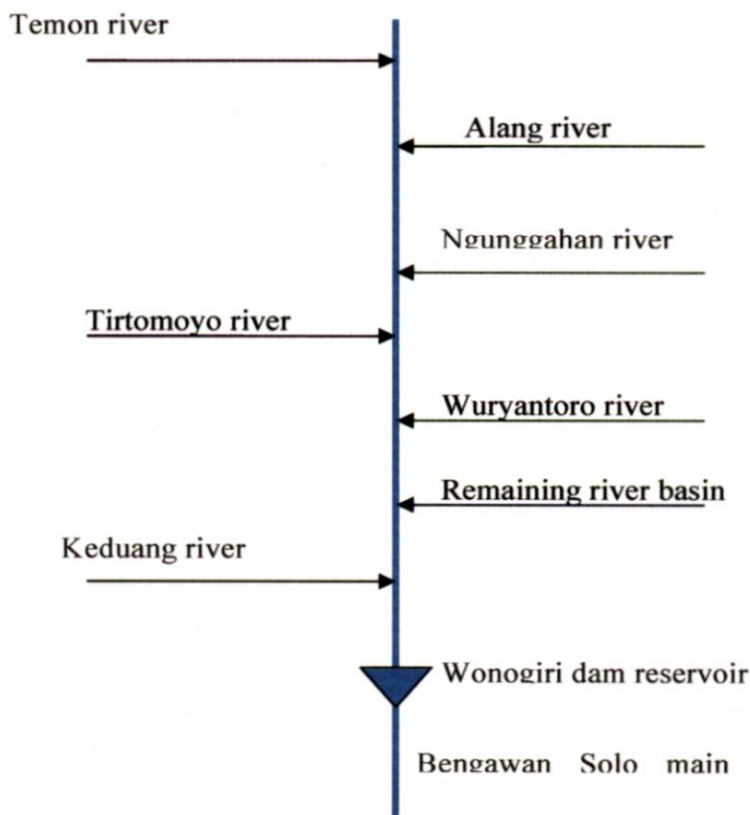 Temon river
Alang river
Ngunggahan river
Tirtomoyo river
Wuryantoro river
Remaining river basin
Keduang river
Wonogiri dam reservoir
Bengawan Solo main